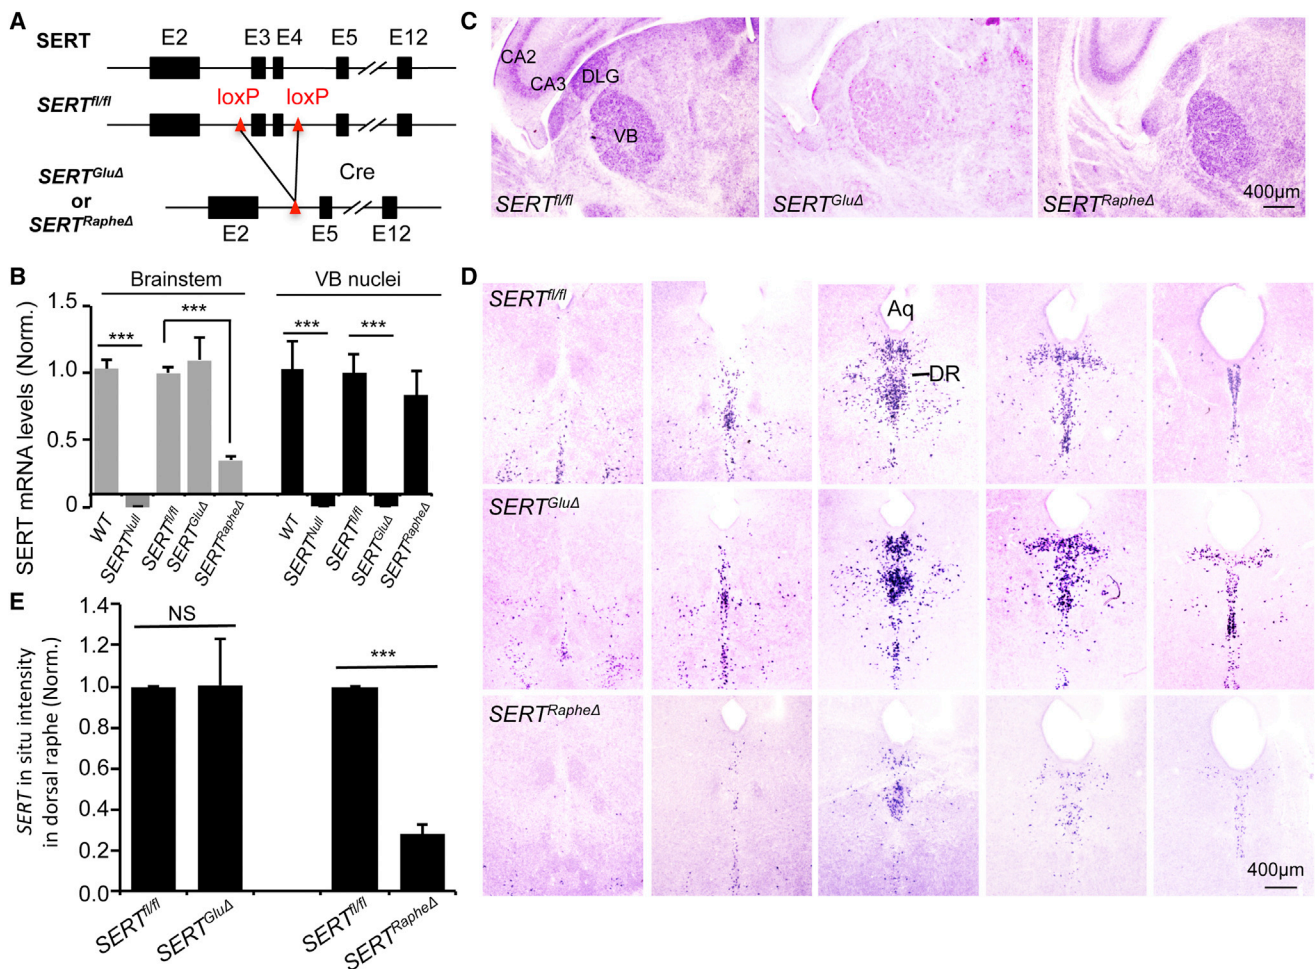 A
SERT E2 E3 E4 E5 E12
SERTfl/fl loxP loxP
SERTGluΔ
or
SERTRapheΔ
Cre
E2 E5 E12
B
Brainstem VB nuclei
SERT mRNA levels (Norm.)
1.5
1.0
0.5
0
*** *** *** ***
WT SERTNull SERTfl/fl SERTGluΔ SERTRapheΔ WT SERTNull SERTfl/fl SERTGluΔ SERTRapheΔ
C
CA2
CA3
DLG
VB
SERTfl/fl SERTGluΔ SERTRapheΔ
400µm
D
SERTfl/fl
Aq
DR
SERTGluΔ
SERTRapheΔ
400µm
E
SERT in situ intensity
in dorsal raphe (Norm.)
1.4
1.2
1.0
0.8
0.6
0.4
0.2
0.0
NS ***
SERTfl/fl SERTGluΔ SERTfl/fl SERTRapheΔ